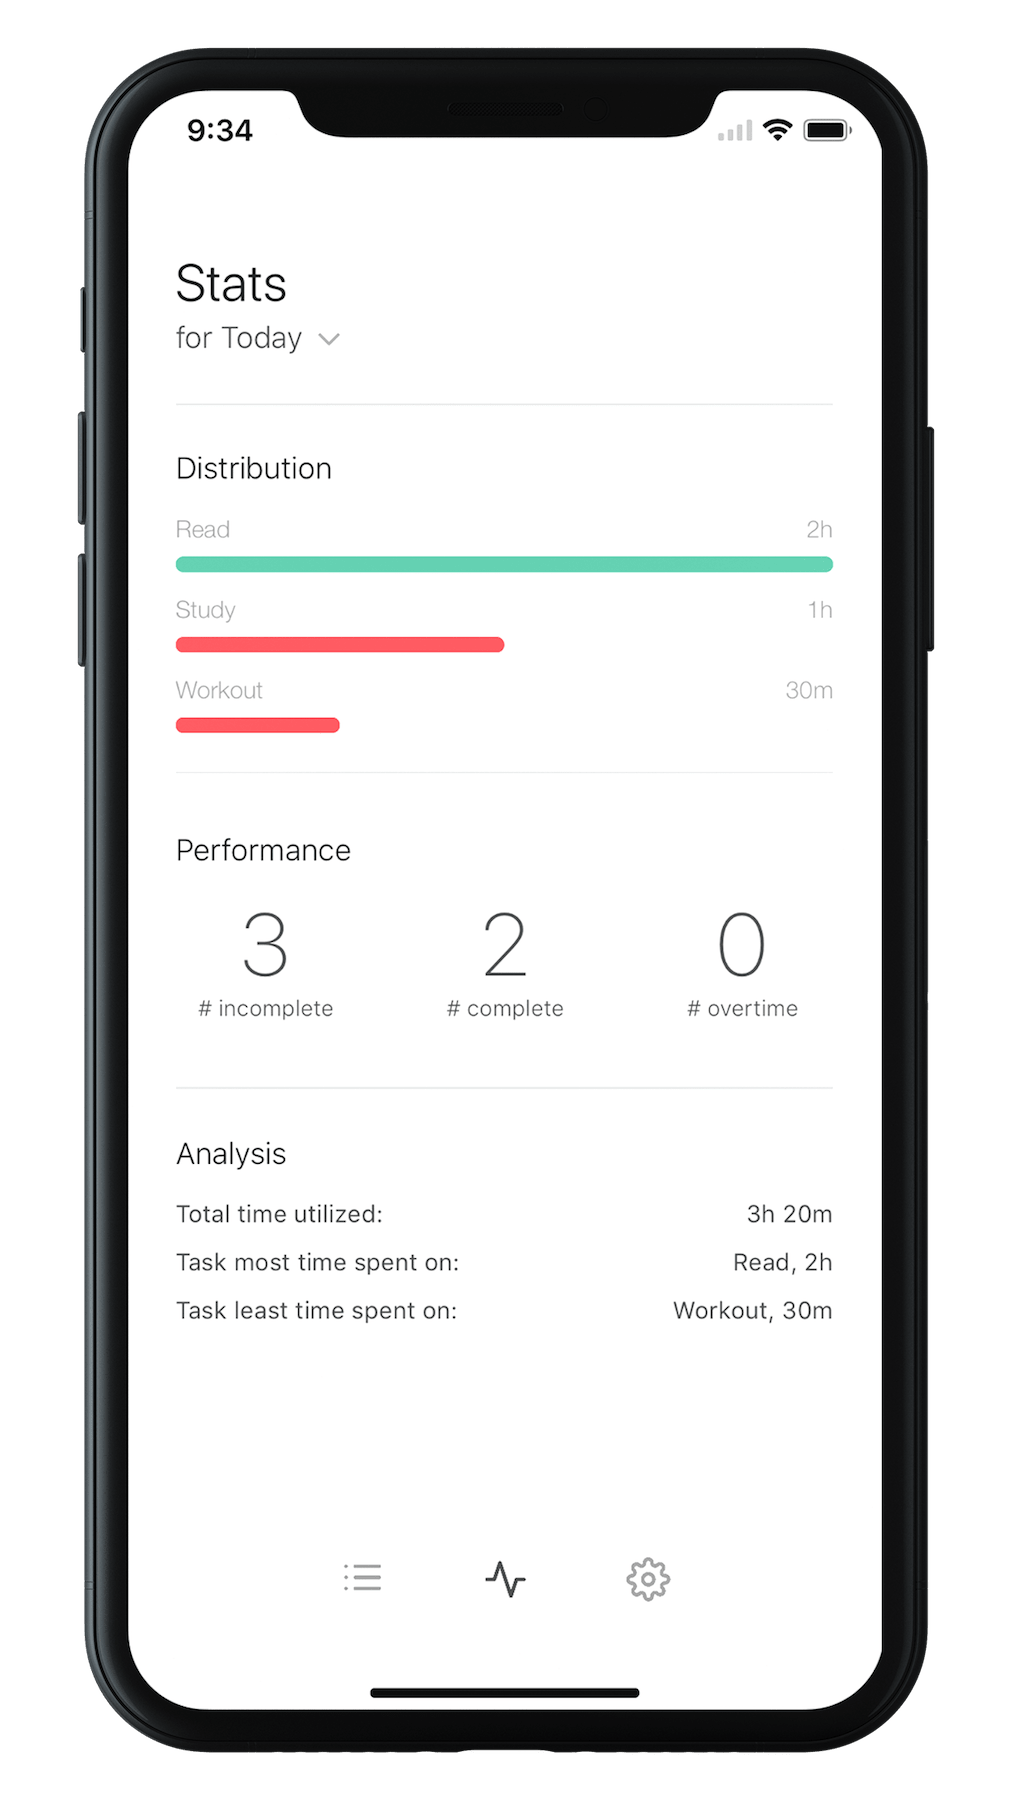 9:34
Stats
for Today
Distribution
Read 2h
Study 1h
Workout 30m
Performance
3 2 0
# incomplete # complete # overtime
Analysis
Total time utilized: 3h 20m
Task most time spent on: Read, 2h
Task least time spent on: Workout, 30m